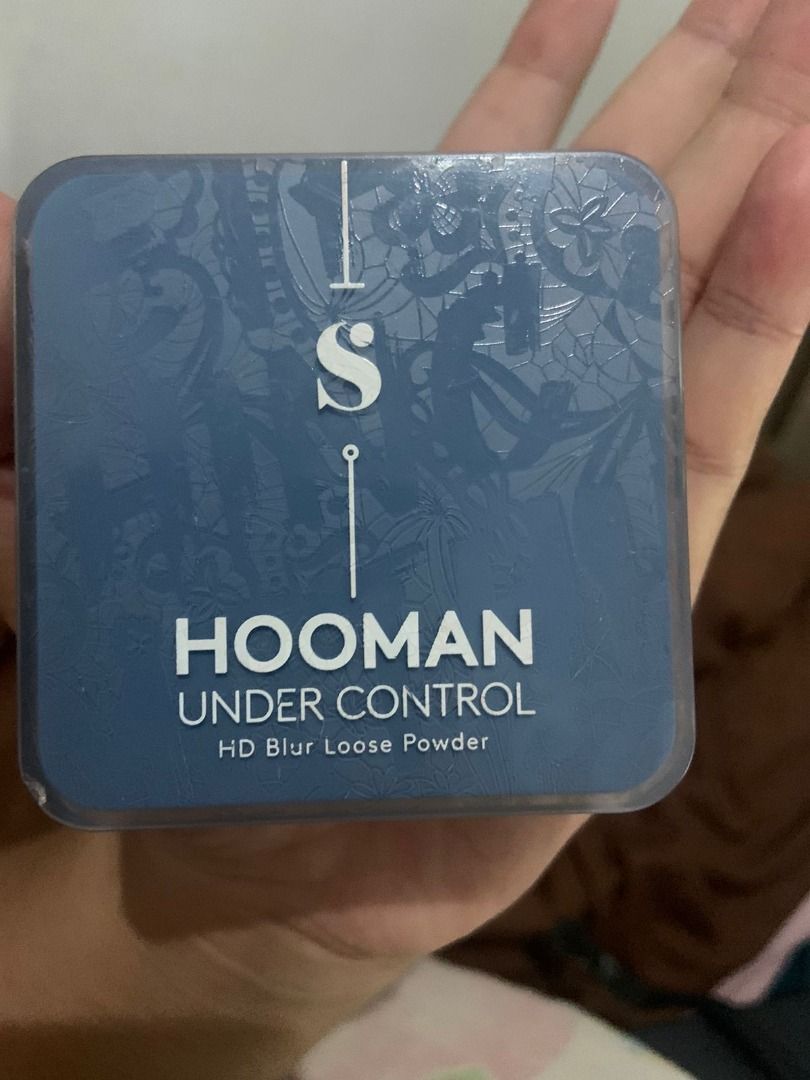 S
HOOMAN
UNDER CONTROL
HD Blur Loose Powder